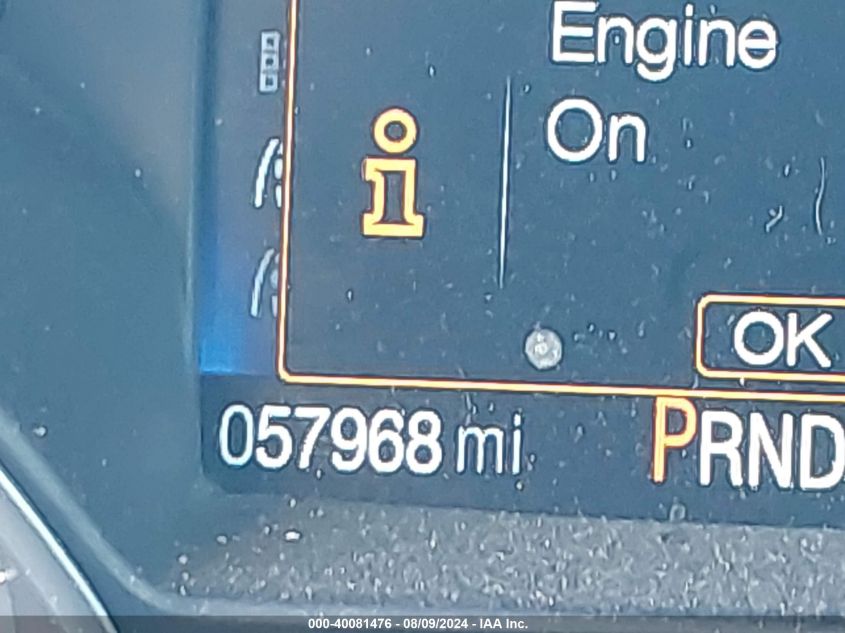 Engine
On
i
OK
057968 mi PRND
000-40081476 - 08/09/2024 - IAA Inc.